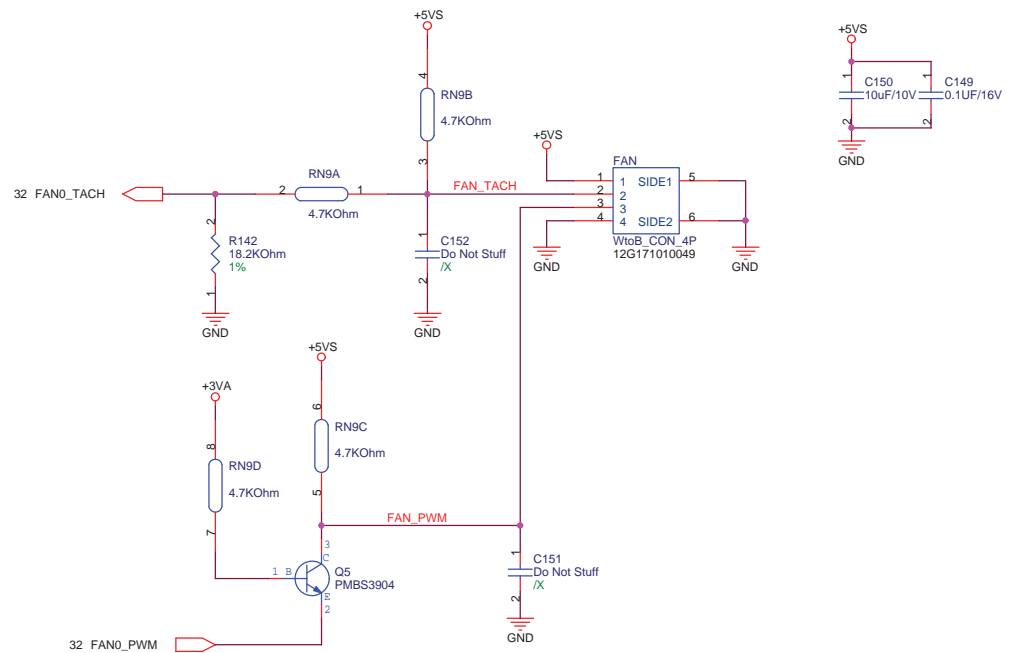 +5VS
4
RN9B
4.7KOhm
3
+5VS
1
C150
10uF/10V
2
1
C149
0.1UF/16V
2
GND
32 FAN0_TACH
2
RN9A
1
4.7KOhm
FAN_TACH
+5VS
FAN
1
2
3
4
1
2
3
4
SIDE1
SIDE2
5
6
WtoB_CON_4P
12G171010049
GND
GND
2
R142
18.2KOhm
1%
1
GND
1
C152
Do Not Stuff
/X
2
GND
+5VS
6
RN9C
4.7KOhm
5
+3VA
8
RN9D
4.7KOhm
7
FAN_PWM
3
C
1 B
Q5
PMBS3904
E
2
1
C151
Do Not Stuff
/X
2
GND
32 FAN0_PWM